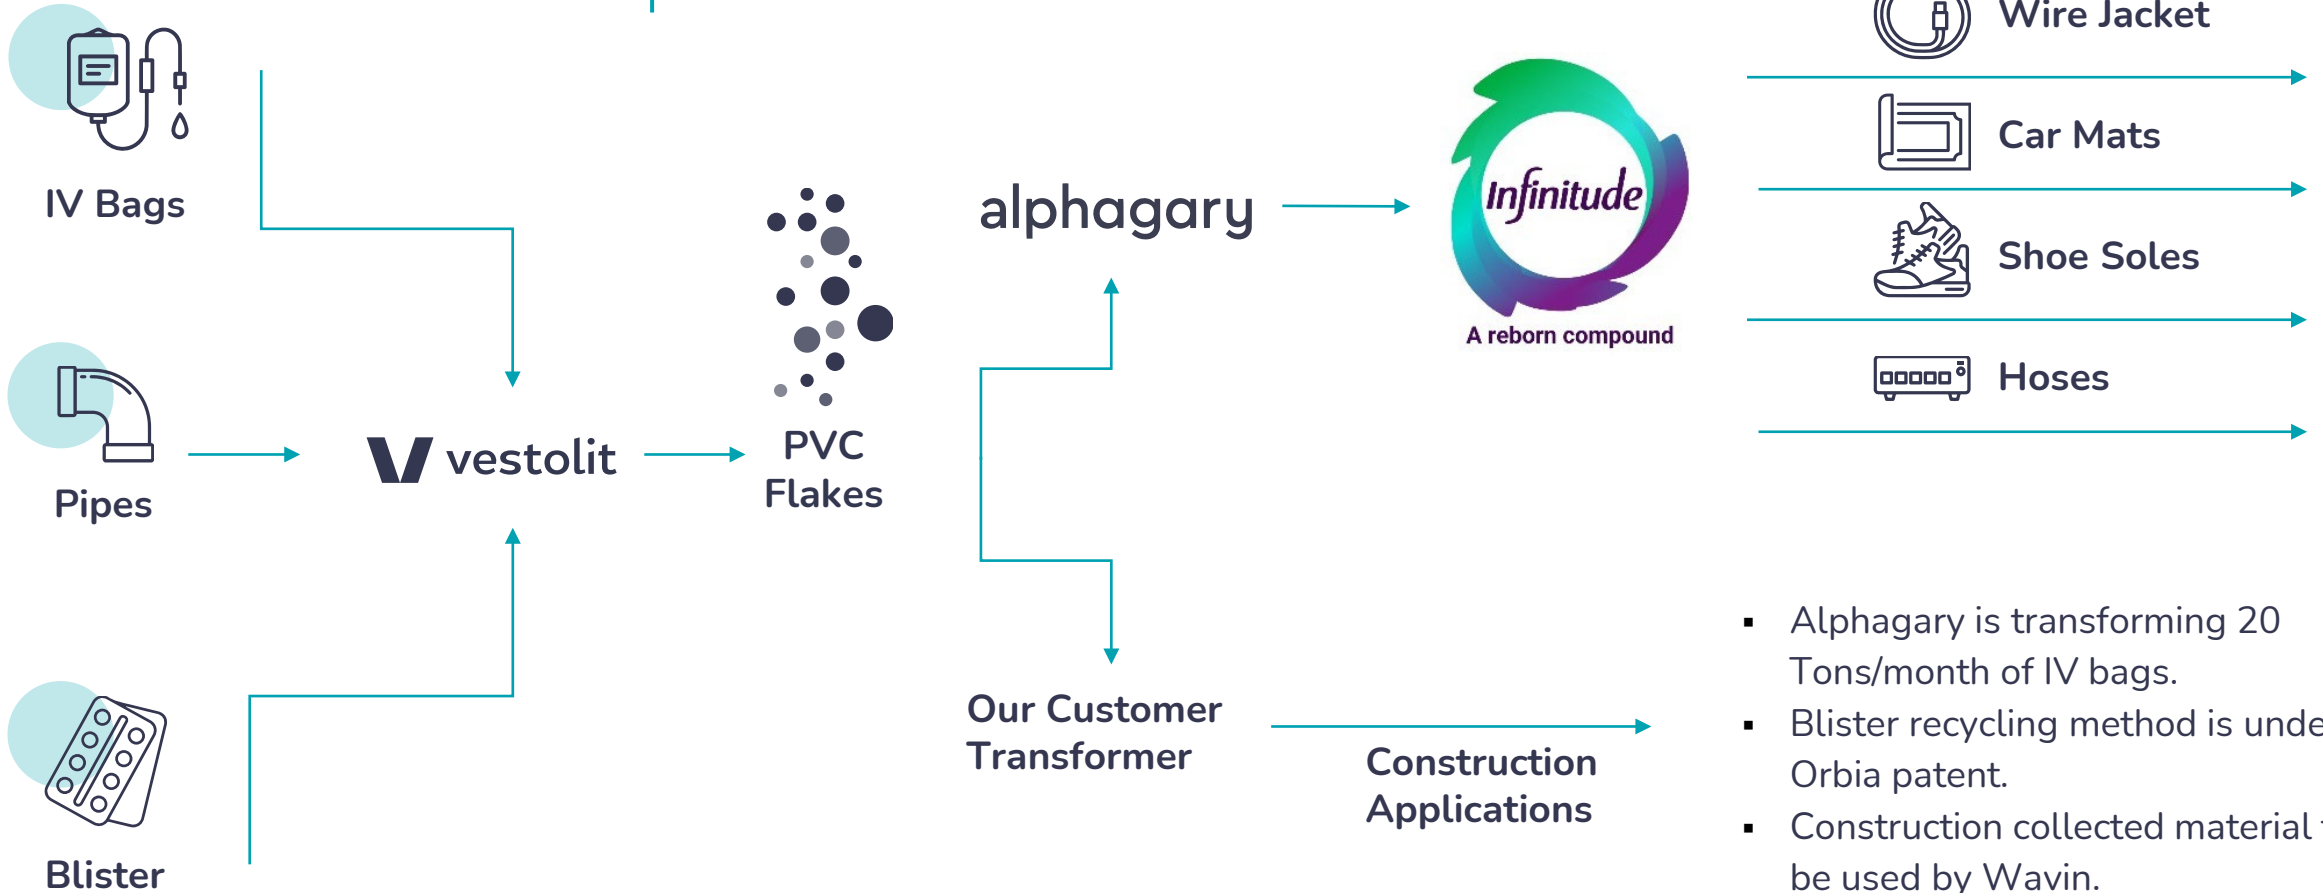 Wire Jacket
Car Mats
IV Bags
alphagary
Infinitude
A reborn compound
Shoe Soles
Hoses
Pipes
vestolit
PVC
Flakes
Our Customer
Transformer
Construction
Applications
Blister
▪ Alphagary is transforming 20
Tons/month of IV bags.
▪ Blister recycling method is
Orbia patent.
▪ Construction collected material
be used by Wavin.